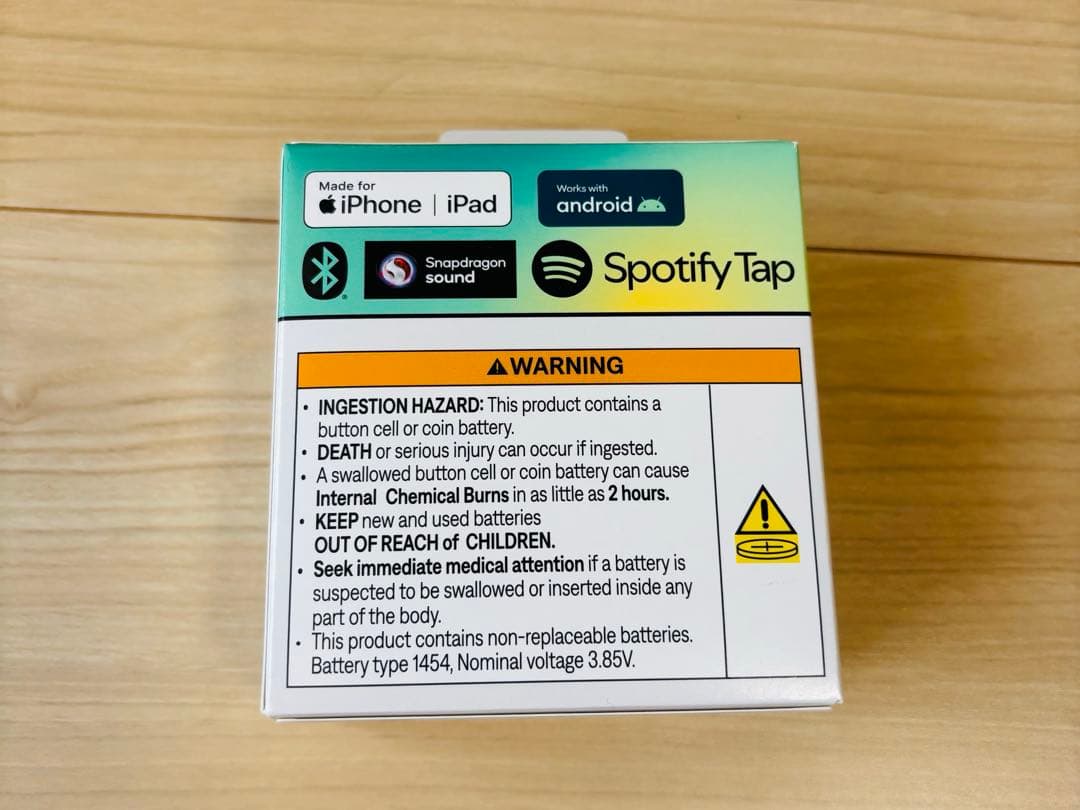 Made for
iPhone | iPad
Works with
android
Snapdragon
sound
Spotify Tap
WARNING
• INGESTION HAZARD: This product contains a
button cell or coin battery.
• DEATH or serious injury can occur if ingested.
• A swallowed button cell or coin battery can cause
Internal Chemical Burns in as little as 2 hours.
• KEEP new and used batteries
OUT OF REACH of CHILDREN.
• Seek immediate medical attention if a battery is
suspected to be swallowed or inserted inside any
part of the body.
• This product contains non-replaceable batteries.
Battery type 1454, Nominal voltage 3.85V.